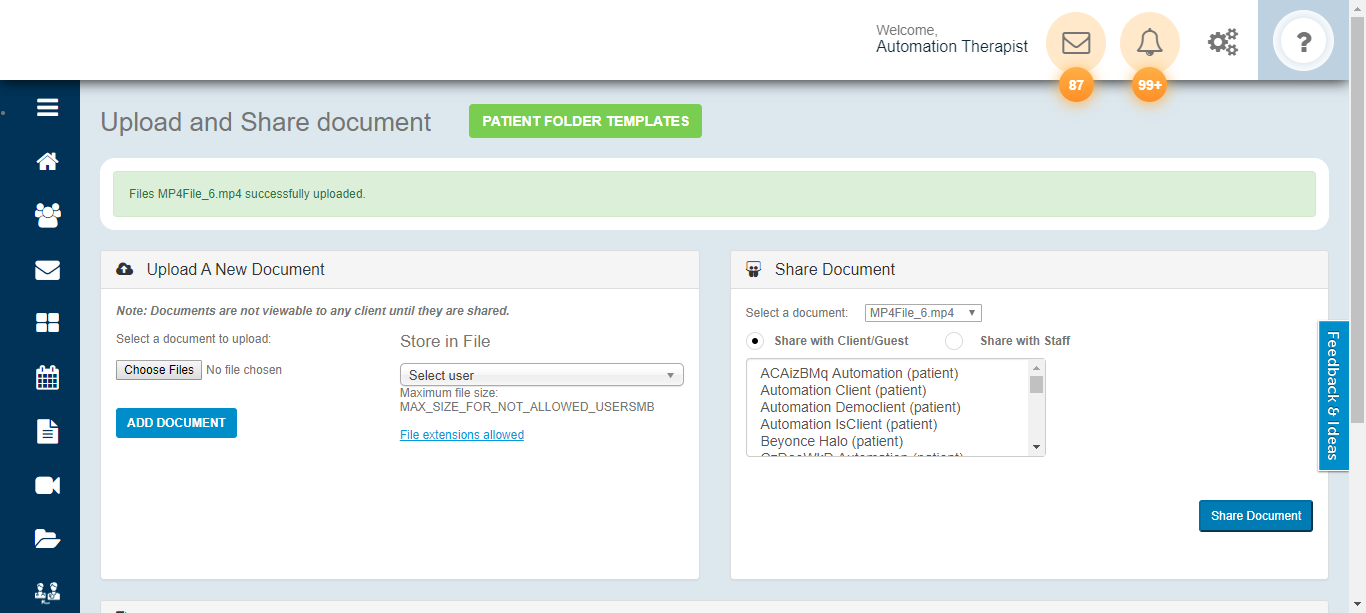 Welcome,
Automation Therapist
?
87
99+
Upload and Share document
PATIENT FOLDER TEMPLATES
Files MP4File_6.mp4 successfully uploaded.
Upload A New Document
Note: Documents are not viewable to any client until they are shared.
Select a document to upload:
Choose Files No file chosen
ADD DOCUMENT
Store in File
Select user
Maximum file size:
MAX_SIZE_FOR_NOT_ALLOWED_USERSMB
File extensions allowed
Share Document
Select a document: MP4File_6.mp4
Share with Client/Guest Share with Staff
ACAizBMq Automation (patient)
Automation Client (patient)
Automation Democlient (patient)
Automation IsClient (patient)
Beyonce Halo (patient)
Share Document
Feedback & Ideas